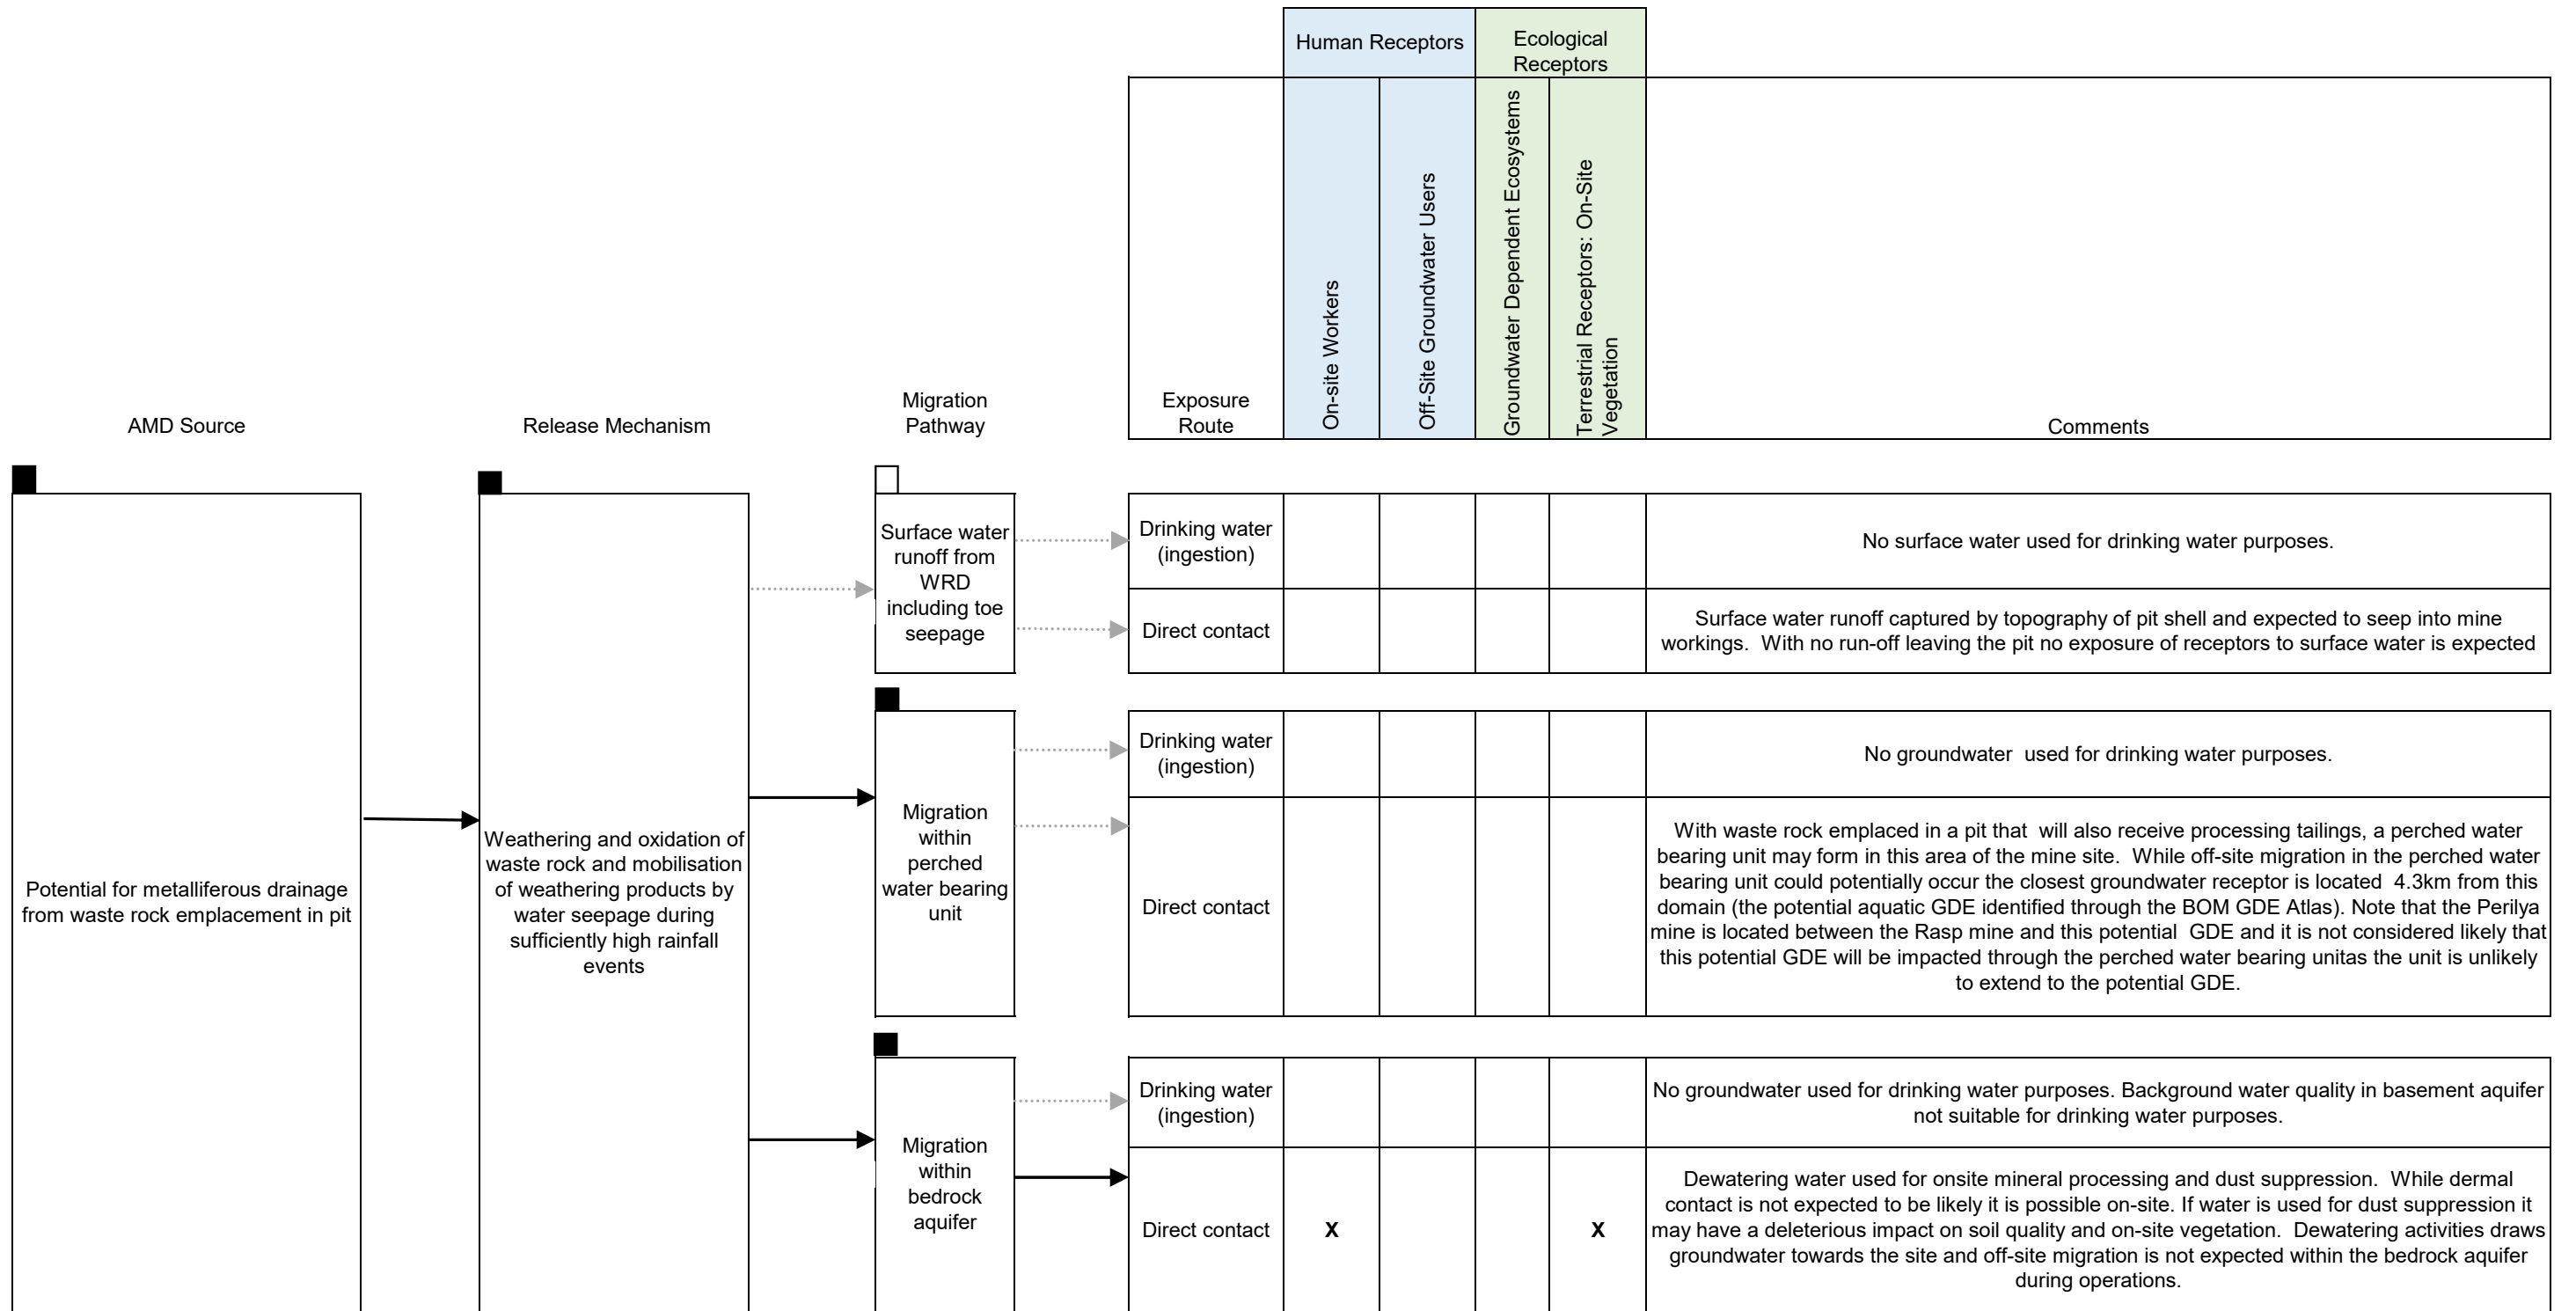 Human Receptors
Ecological
Receptors
AMD Source
Release Mechanism
Migration
Pathway
Exposure
Route
On-site Workers
Off-Site Groundwater Users
Groundwater Dependent Ecosystems
Terrestrial Receptors: On-Site
Vegetation
Comments
Potential for metalliferous drainage
from waste rock emplacement in pit
Weathering and oxidation of
waste rock and mobilisation
of weathering products by
water seepage during
sufficiently high rainfall
events
Surface water
runoff from
WRD
including toe
seepage
Drinking water
(ingestion)
No surface water used for drinking water purposes.
Direct contact
Surface water runoff captured by topography of pit shell and expected to seep into mine
workings.  With no run-off leaving the pit no exposure of receptors to surface water is expected
Migration
within
perched
water bearing
unit
Drinking water
(ingestion)
No groundwater  used for drinking water purposes.
Direct contact
With waste rock emplaced in a pit that  will also receive processing tailings, a perched water
bearing unit may form in this area of the mine site.  While off-site migration in the perched water
bearing unit could potentially occur the closest groundwater receptor is located  4.3km from this
domain (the potential aquatic GDE identified through the BOM GDE Atlas). Note that the Perilya
mine is located between the Rasp mine and this potential  GDE and it is not considered likely that
this potential GDE will be impacted through the perched water bearing unitas the unit is unlikely
to extend to the potential GDE.
Migration
within
bedrock
aquifer
Drinking water
(ingestion)
No groundwater used for drinking water purposes. Background water quality in basement aquifer
not suitable for drinking water purposes.
Direct contact
X
X
Dewatering water used for onsite mineral processing and dust suppression.  While dermal
contact is not expected to be likely it is possible on-site. If water is used for dust suppression it
may have a deleterious impact on soil quality and on-site vegetation.  Dewatering activities draws
groundwater towards the site and off-site migration is not expected within the bedrock aquifer
during operations.